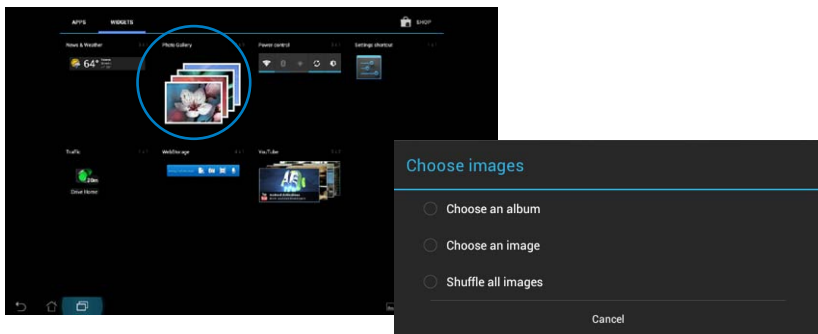 APPS WIDGETS SHOP
News & Weather Photo Gallery Power control Settings shortcut
64°
Traffic YouTube
Drive Home
Choose images
Choose an album
Choose an image
Shuffle all images
Cancel